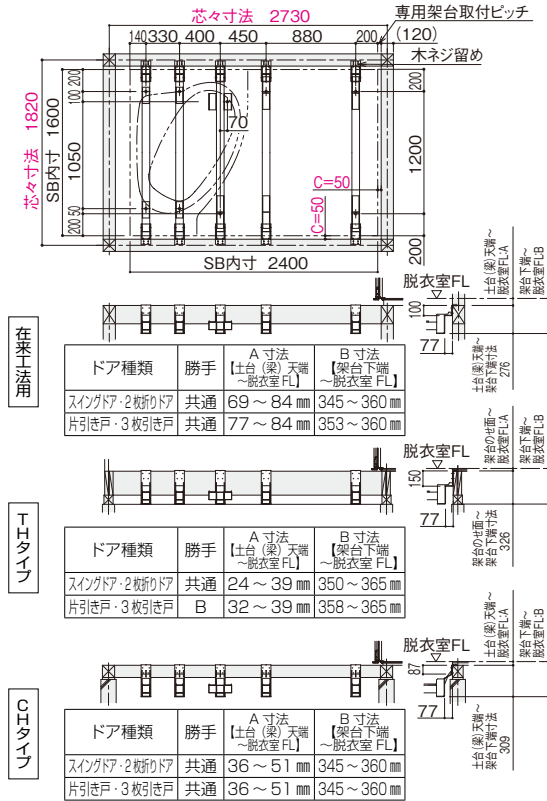 芯々寸法 2730
専用架台取付ピッチ
140 330 400 450 880 200 (120)
木ネジ留め
芯々寸法 1820
SB内寸 1600
200
100
1050
50
200
70
C=50
C=50
200
1200
200
SB内寸 2400
在来工法用
脱衣室FL
100
77
土台(梁)天端~
架台下端寸法
276
土台(梁)天端~
脱衣室FL:A
架台下端~
脱衣室FL:B
ドア種類 勝手 A寸法 【土台(梁)天端 ~脱衣室FL】 B寸法 【架台下端 ~脱衣室FL】
スイングドア・2枚折りドア 共通 69~84㎜ 345~360㎜
片引き戸・3枚引き戸 共通 77~84㎜ 353~360㎜
THタイプ
脱衣室FL
150
77
架台のせ面~
架台下端寸法
326
架台のせ面~
脱衣室FL:A
架台下端~
脱衣室FL:B
ドア種類 勝手 A寸法 【土台(梁)天端 ~脱衣室FL】 B寸法 【架台下端 ~脱衣室FL】
スイングドア・2枚折りドア 共通 24~39㎜ 350~365㎜
片引き戸・3枚引き戸 B 32~39㎜ 358~365㎜
CHタイプ
脱衣室FL
87
77
土台(梁)天端~
架台下端寸法
309
土台(梁)天端~
脱衣室FL:A
架台下端~
脱衣室FL:B
ドア種類 勝手 A寸法 【土台(梁)天端 ~脱衣室FL】 B寸法 【架台下端 ~脱衣室FL】
スイングドア・2枚折りドア 共通 36~51㎜ 345~360㎜
片引き戸・3枚引き戸 共通 36~51㎜ 345~360㎜